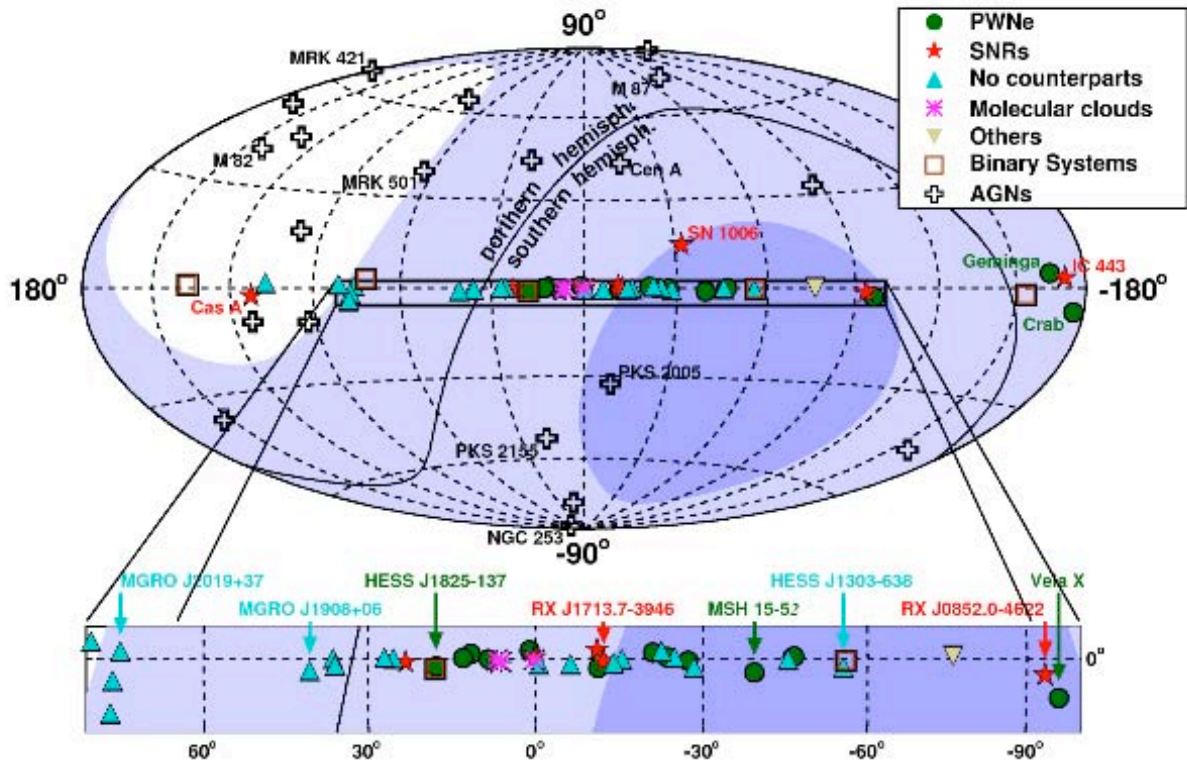 90°
PWNe
SNRs
No counterparts
Molecular clouds
Others
Binary Systems
AGNs
MRK 421
M 87
M 82
MRK 501
Cen A
northern hemisph.
southern hemisph.
SN 1006
Geminga
IC 443
180°
-180°
Cas A
Crab
PKS 2005
PKS 2155
NGC 253
-90°
MGRO J2019+37
HESS J1825-137
HESS J1303-638
Vela X
MGRO J1908+06
RX J1713.7-3946
MSH 15-52
RX J0852.0-4622
0°
60°
30°
0°
-30°
-60°
-90°